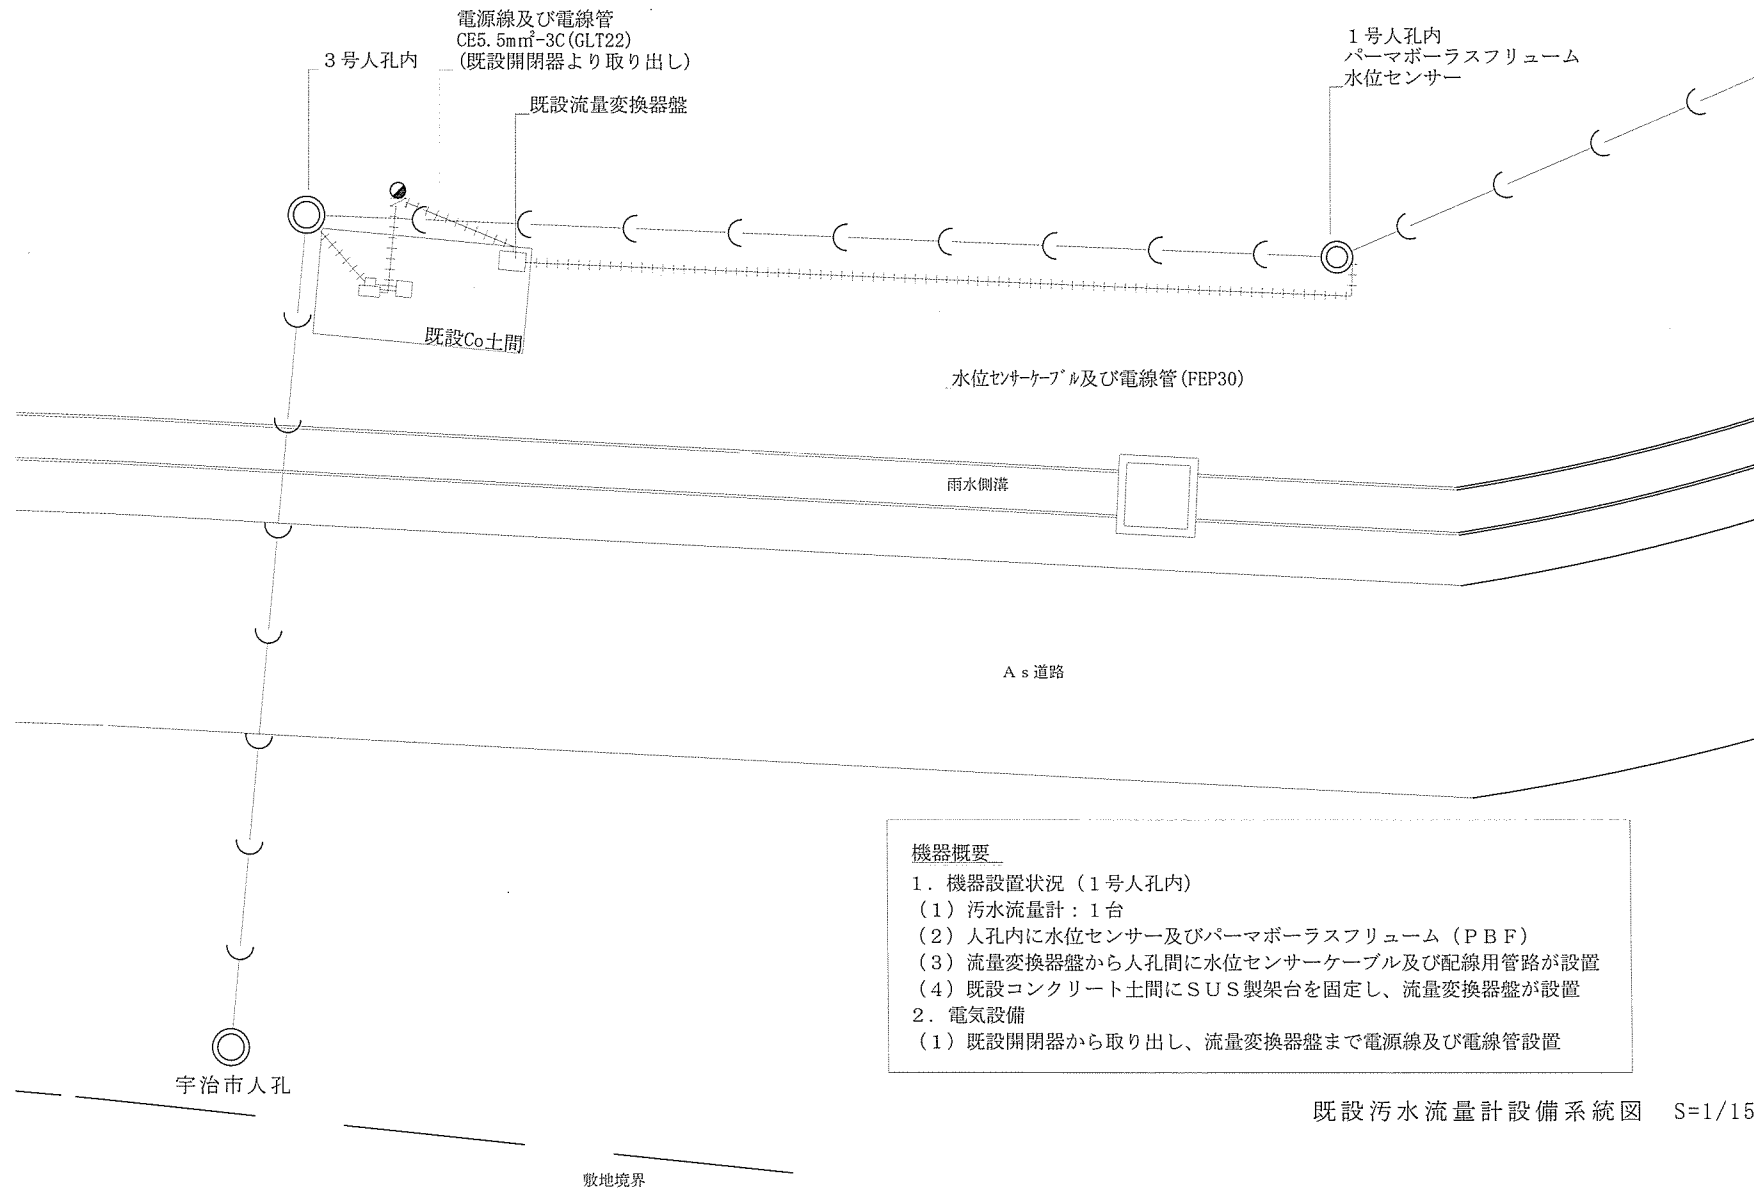 電源線及び電線管
CE5.5m㎡-3C(GLT22)
(既設開閉器より取り出し)
3号人孔内
既設流量変換器盤
1号人孔内
パーマボーラスフリューム
水位センサー
既設Co土間
水位ｾﾝｻｰｹｰﾌﾞﾙ及び電線管(FEP30)
雨水側溝
As道路
機器概要
1．機器設置状況（1号人孔内）
（1）汚水流量計：1台
（2）人孔内に水位センサー及びパーマボーラスフリューム（PBF）
（3）流量変換器盤から人孔間に水位センサーケーブル及び配線用管路が設置
（4）既設コンクリート土間にSUS製架台を固定し、流量変換器盤が設置
2．電気設備
（1）既設開閉器から取り出し、流量変換器盤まで電源線及び電線管設置
宇治市人孔
既設汚水流量計設備系統図　S=1/15
敷地境界